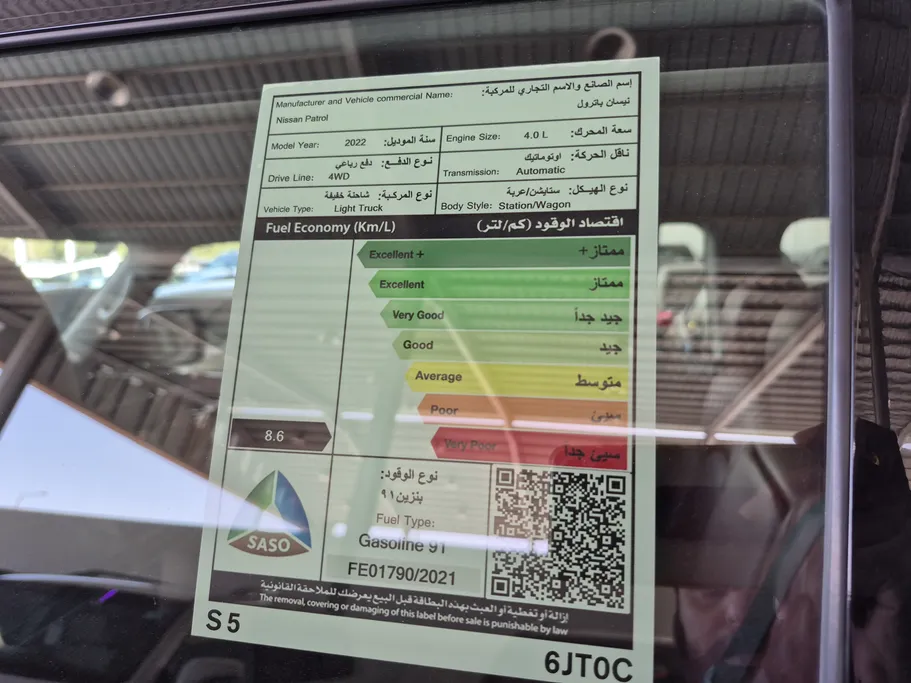 Manufacturer and Vehicle commercial Name: إسم الصانع والاسم التجاري للمركبة:
Nissan Patrol نيسان باترول
Model Year: 2022 سنة الموديل:
Engine Size: 4.0 L سعة المحرك:
Drive Line: 4WD نوع الدفـــع: دفع رباعي
Transmission: Automatic ناقل الحركة: اوتوماتيك
Vehicle Type: Light Truck نوع المركبة: شاحنة خفيفة
Body Style: Station/Wagon نوع الهيكل: ستايشن/عربة
Fuel Economy (Km/L) اقتصاد الوقود (كم/لتر)
Excellent + ممتاز+
Excellent ممتاز
Very Good جيد جداً
Good جيد
Average متوسط
Poor سيئ
8.6
Very Poor سيئ جداً
نوع الوقود:
بنزين ٩١
Fuel Type:
Gasoline 91
FE01790/2021
SASO
إزالة أو تغطية أو العبث بهذه البطاقة قبل البيع يعرضك للملاحقة القانونية
The removal, covering or damaging of this label before sale is punishable by law
S 5
6JT0C